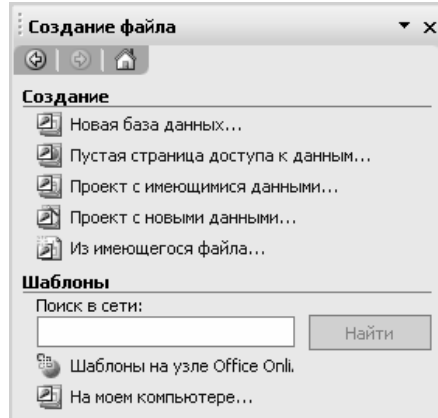 Создание файла
Создание
Новая база данных...
Пустая страница доступа к данным...
Проект с имеющимися данными...
Проект с новыми данными...
Из имеющегося файла...
Шаблоны
Поиск в сети:
Найти
Шаблоны на узле Office Onli.
На моем компьютере...